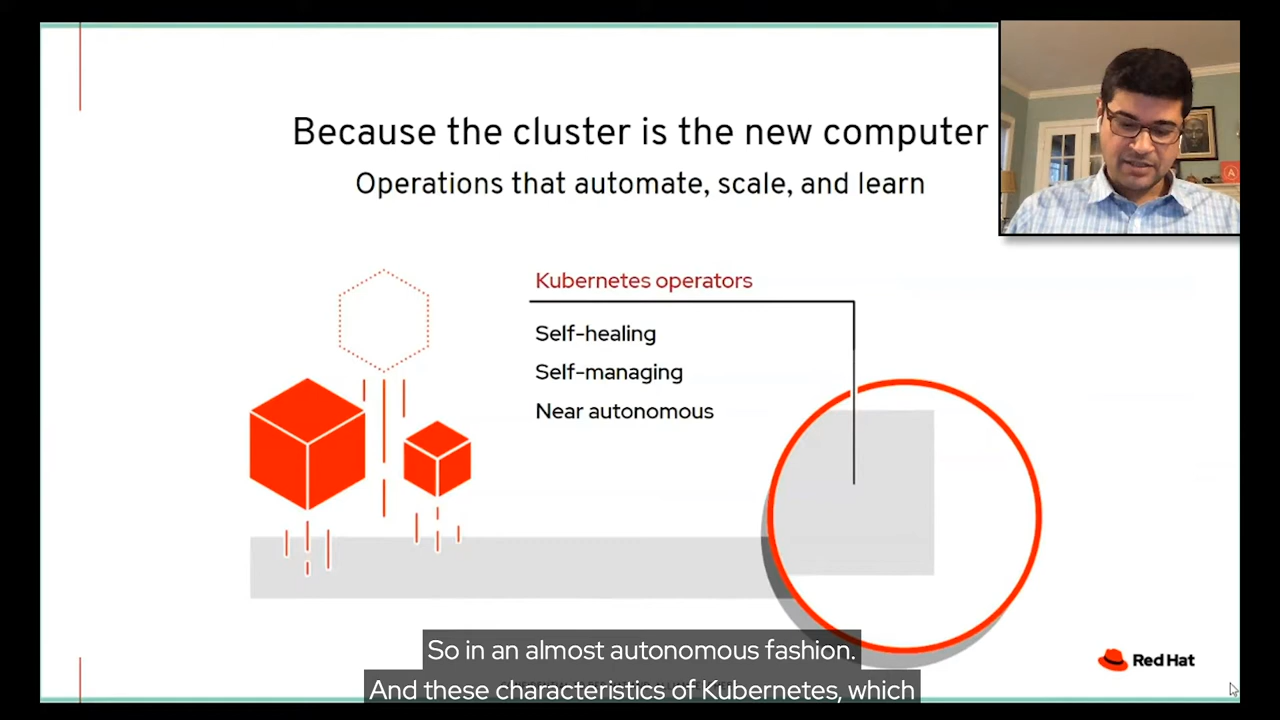 Because the cluster is the new computer
Operations that automate, scale, and learn
Kubernetes operators
Self-healing
Self-managing
Near autonomous
So in an almost autonomous fashion.
And these characteristics of Kubernetes, which
Red Hat
A